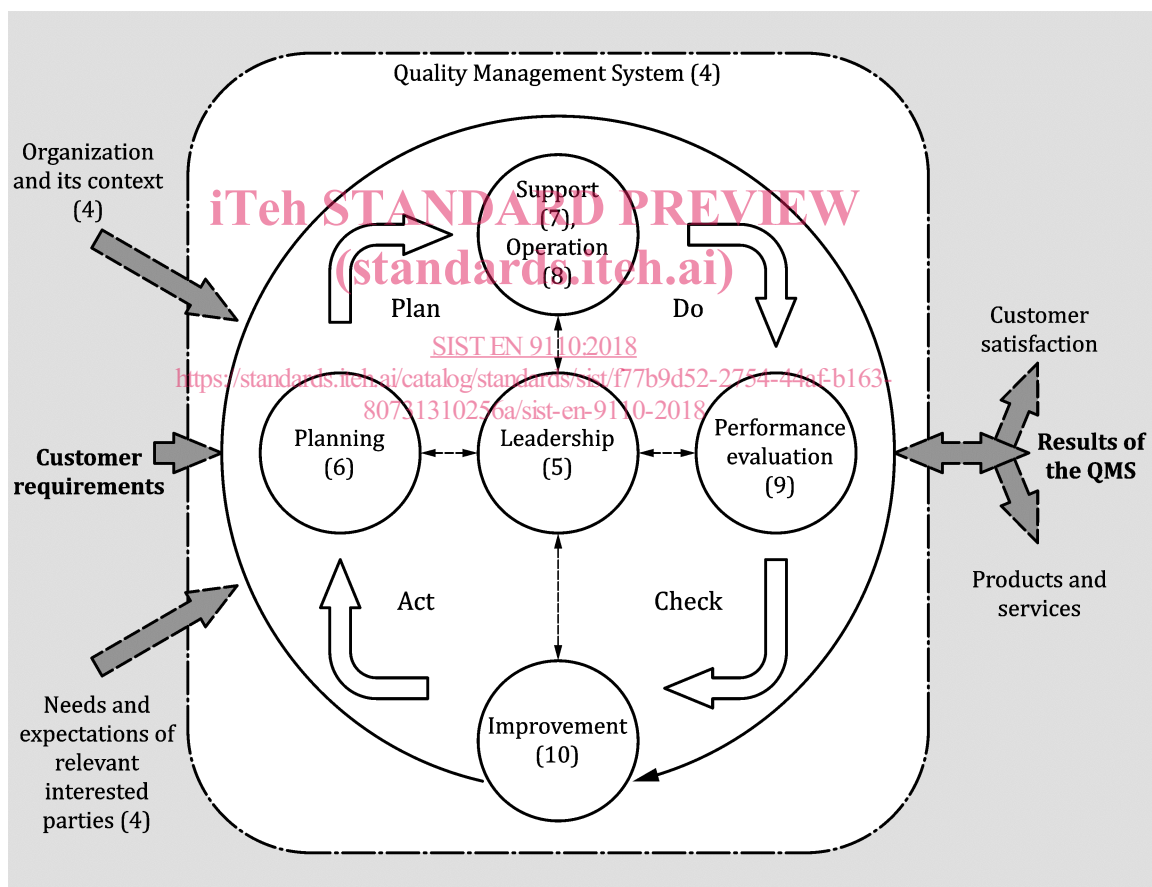 Quality Management System (4)
Organization
and its context
(4)
Support
(7),
Operation
(8)
iTeh STANDARD PREVIEW
(standards.iteh.ai)
Plan
Do
SIST EN 9110:2018
https://standards.iteh.ai/catalog/standards/sist/f77b9d52-2754-44af-b163-
80731310256a/sist-en-9110-2018
Customer
satisfaction
Customer
requirements
Planning
(6)
Leadership
(5)
Performance
evaluation
(9)
Results of
the QMS
Act
Check
Products and
services
Needs and
expectations of
relevant
interested
parties (4)
Improvement
(10)